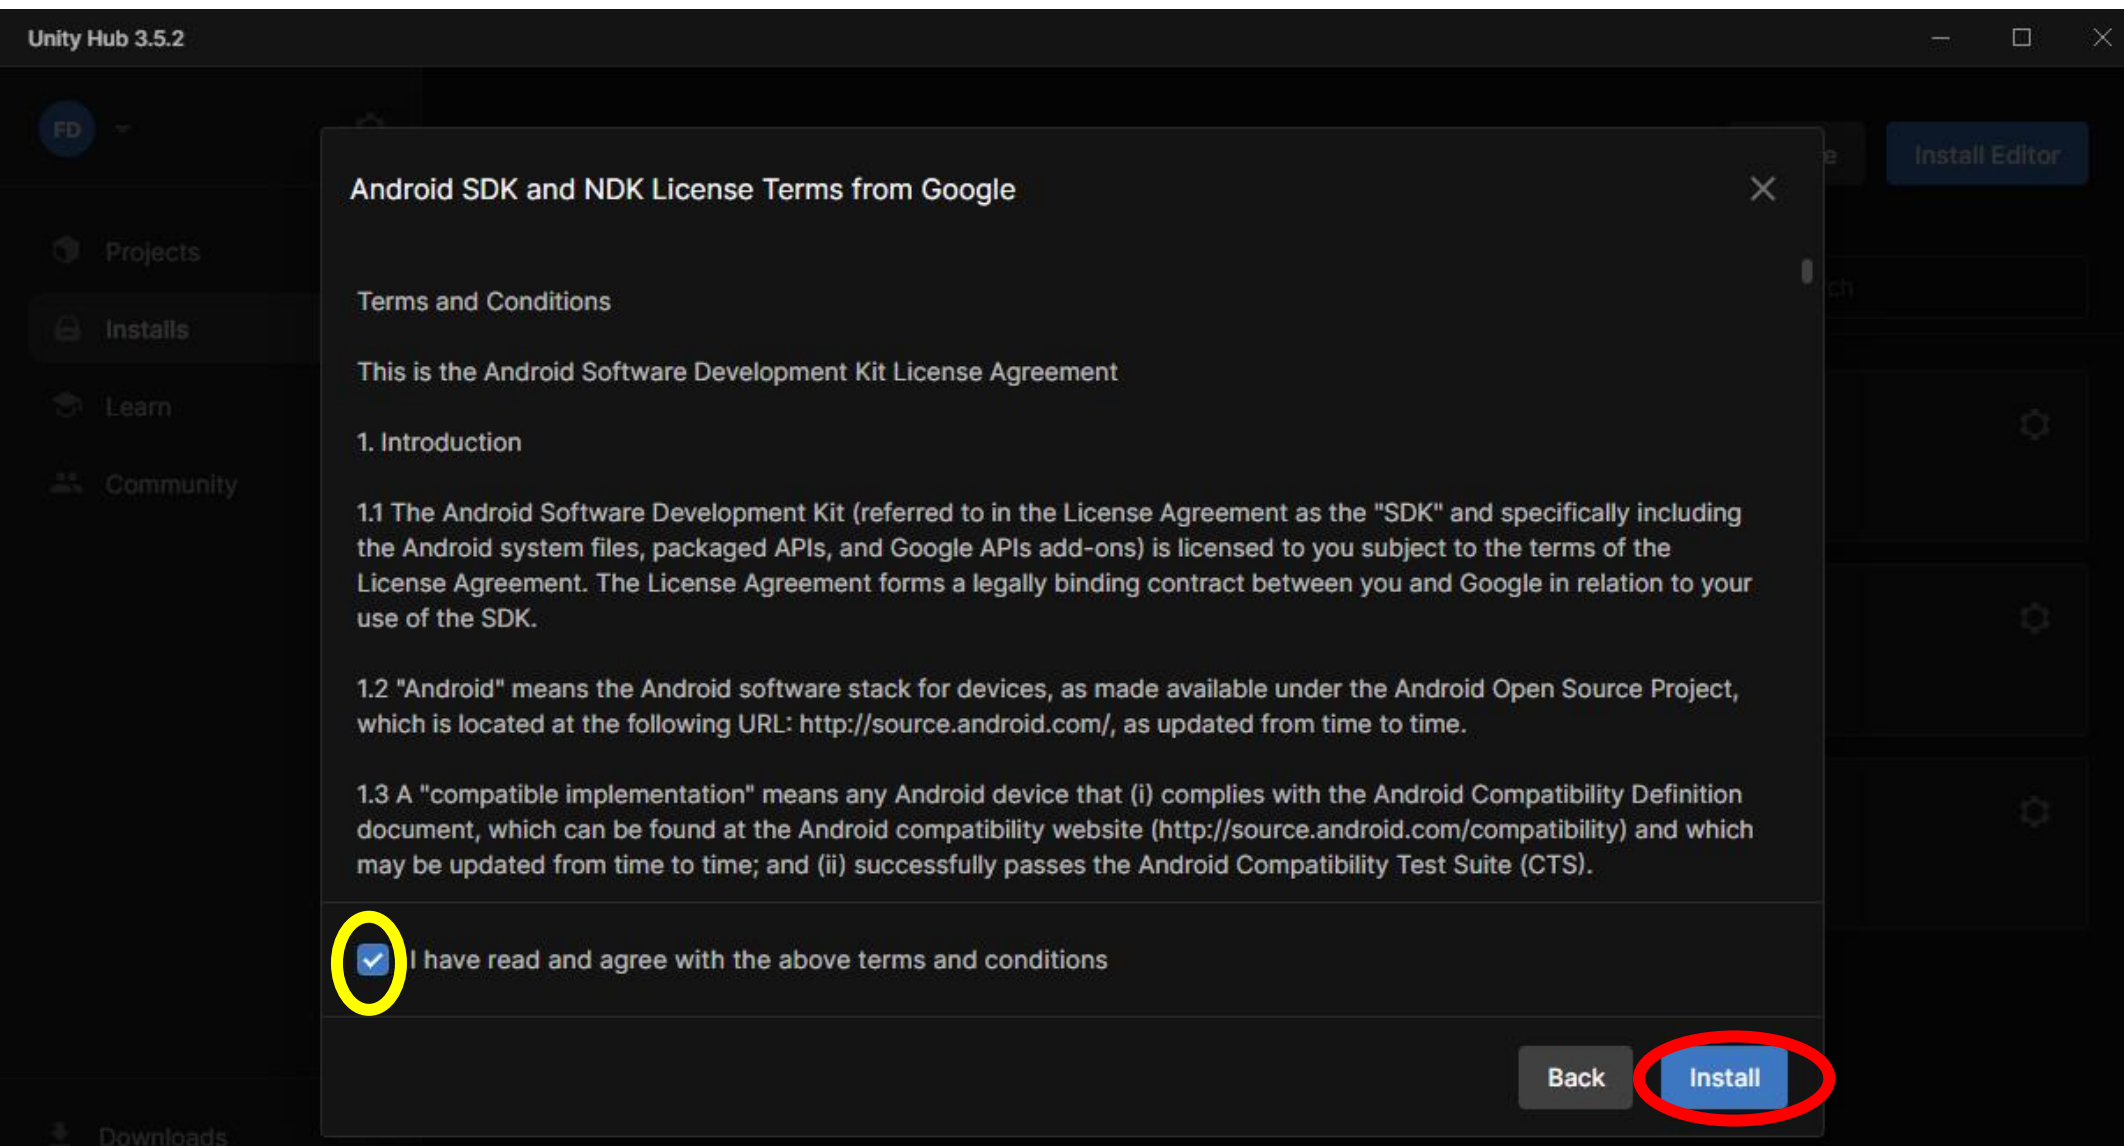 Unity Hub 3.5.2
FD
Install Editor
Projects
Installs
Learn
Community
Downloads
Android SDK and NDK License Terms from Google
Terms and Conditions
This is the Android Software Development Kit License Agreement
1. Introduction
1.1 The Android Software Development Kit (referred to in the License Agreement as the "SDK" and specifically including
the Android system files, packaged APIs, and Google APIs add-ons) is licensed to you subject to the terms of the
License Agreement. The License Agreement forms a legally binding contract between you and Google in relation to your
use of the SDK.
1.2 "Android" means the Android software stack for devices, as made available under the Android Open Source Project,
which is located at the following URL: http://source.android.com/, as updated from time to time.
1.3 A "compatible implementation" means any Android device that (i) complies with the Android Compatibility Definition
document, which can be found at the Android compatibility website (http://source.android.com/compatibility) and which
may be updated from time to time; and (ii) successfully passes the Android Compatibility Test Suite (CTS).
I have read and agree with the above terms and conditions
Back
Install